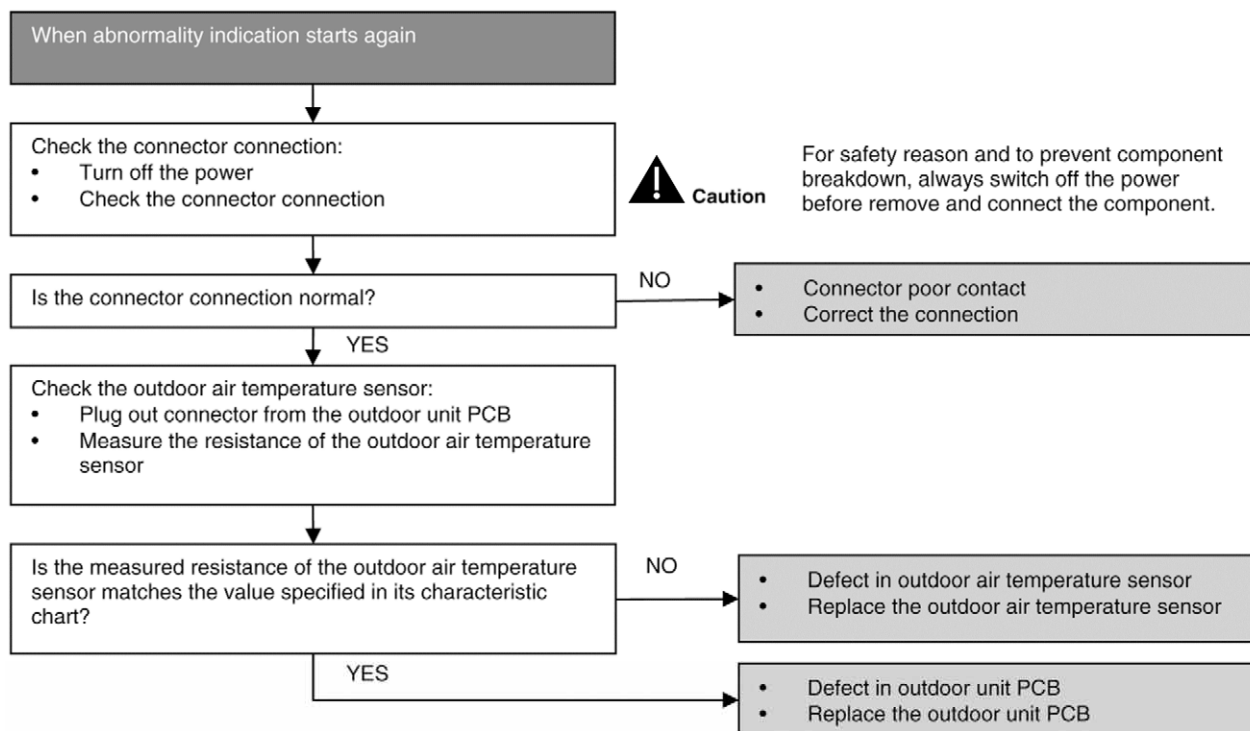 When abnormality indication starts again
Check the connector connection:
• Turn off the power
• Check the connector connection
Caution
For safety reason and to prevent component
breakdown, always switch off the power
before remove and connect the component.
Is the connector connection normal?
NO
• Connector poor contact
• Correct the connection
YES
Check the outdoor air temperature sensor:
• Plug out connector from the outdoor unit PCB
• Measure the resistance of the outdoor air temperature
sensor
Is the measured resistance of the outdoor air temperature
sensor matches the value specified in its characteristic
chart?
NO
• Defect in outdoor air temperature sensor
• Replace the outdoor air temperature sensor
YES
• Defect in outdoor unit PCB
• Replace the outdoor unit PCB